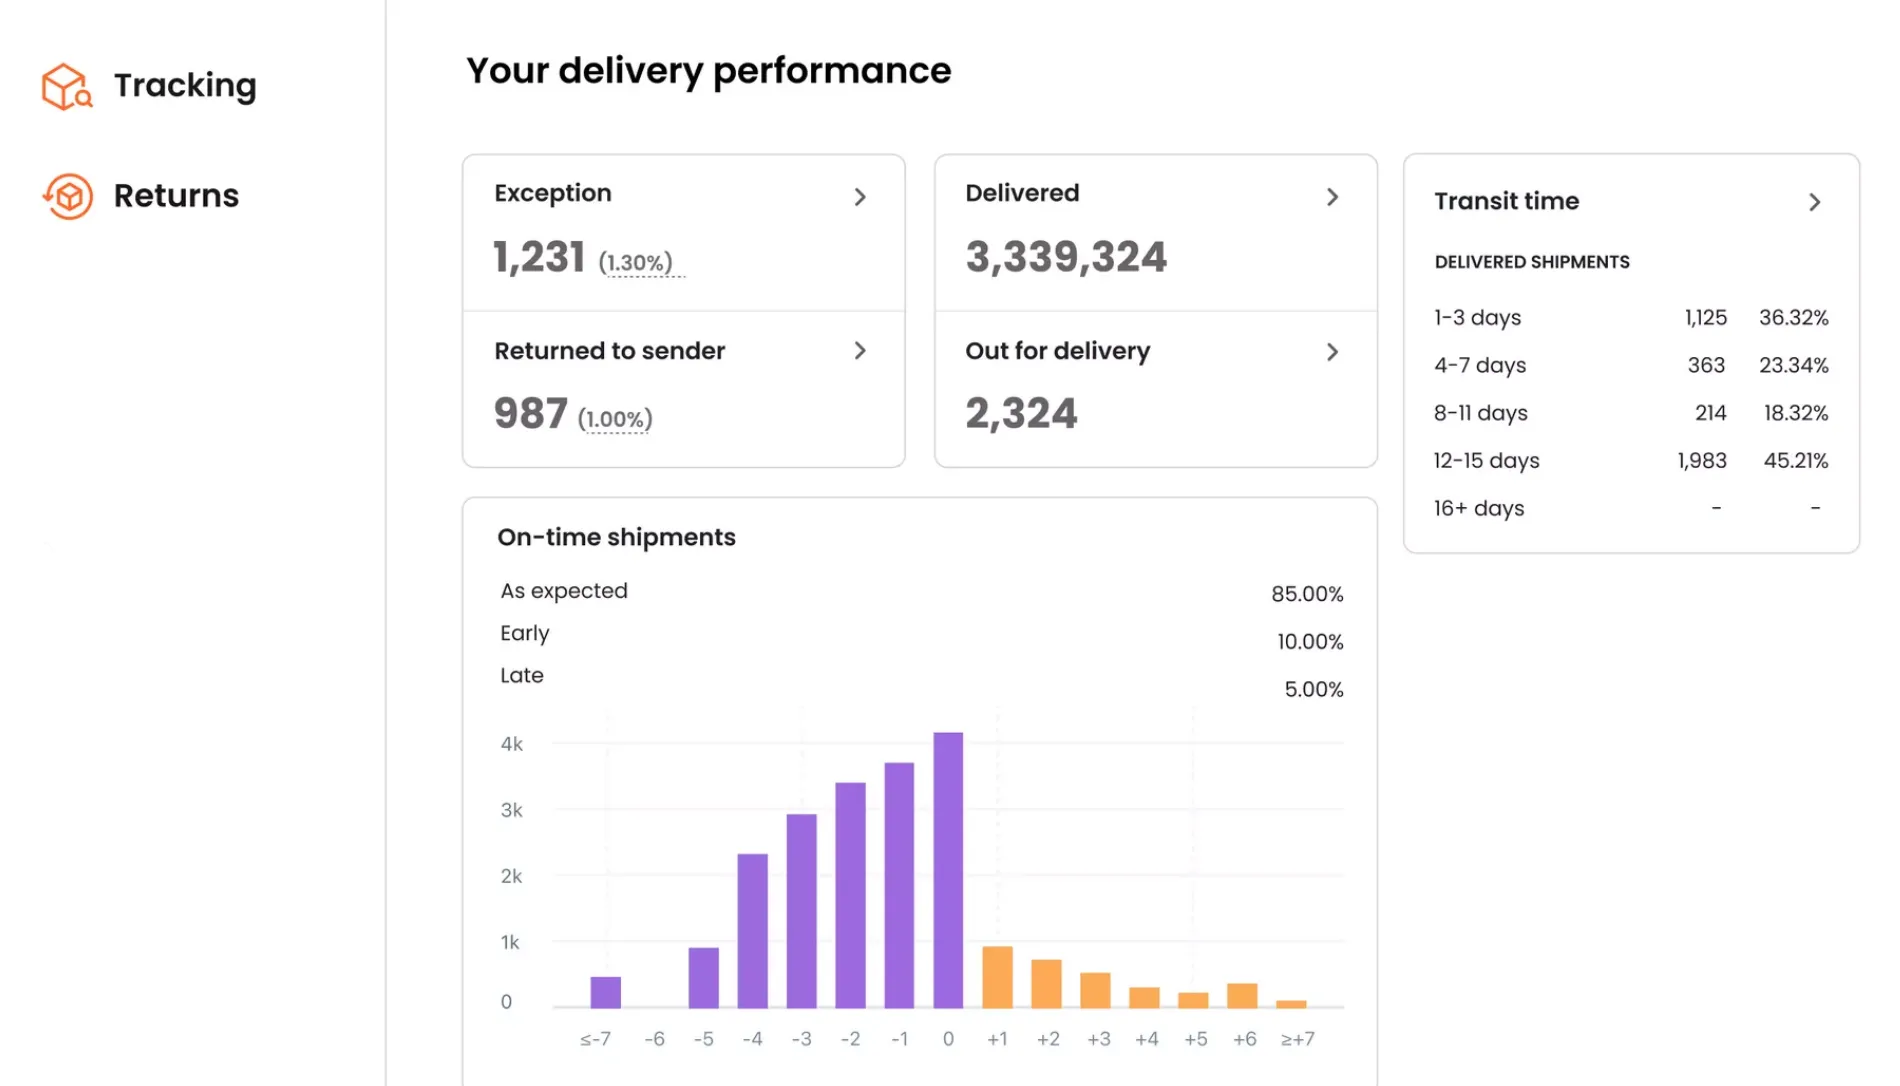 Tracking
Returns
Your delivery performance
Exception
1,231 (1.30%)
Returned to sender
987 (1.00%)
Delivered
3,339,324
Out for delivery
2,324
Transit time
DELIVERED SHIPMENTS
1-3 days 1,125 36.32%
4-7 days 363 23.34%
8-11 days 214 18.32%
12-15 days 1,983 45.21%
16+ days - -
On-time shipments
As expected 85.00%
Early 10.00%
Late 5.00%
4k
3k
2k
1k
0
≤-7 -6 -5 -4 -3 -2 -1 0 +1 +2 +3 +4 +5 +6 ≥+7